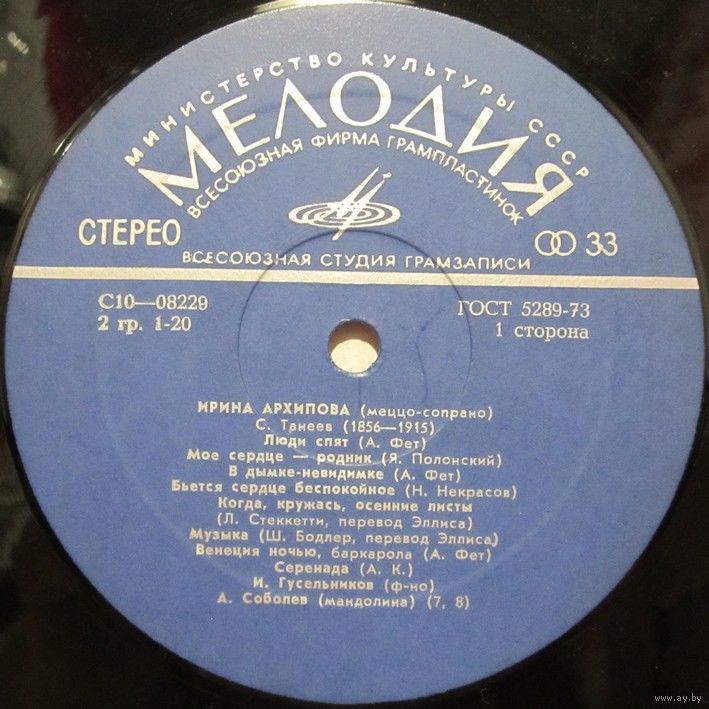 МИНИСТЕРСТВО КУЛЬТУРЫ СССР
МЕЛОДИЯ
ВСЕСОЮЗНАЯ ФИРМА ГРАМПЛАСТИНОК
СТЕРЕО
33
ВСЕСОЮЗНАЯ СТУДИЯ ГРАМЗАПИСИ
С10—08229
ГОСТ 5289-73
2 гр. 1-20
1 сторона
ИРИНА АРХИПОВА (меццо-сопрано)
С. Танеев (1856—1915)
Люди спят (А. Фет)
Мое сердце — родник (Я. Полонский)
В дымке-невидимке (А. Фет)
Бьется сердце беспокойное (Н. Некрасов)
Когда, кружась, осенние листы
(Л. Стеккетти, перевод Эллиса)
Музыка (Ш. Бодлер, перевод Эллиса)
Венеция ночью, баркарола (А. Фет)
Серенада (А. К.)
И. Гусельников (ф-но)
А. Соболев (мандолина) (7, 8)
www.ay.by